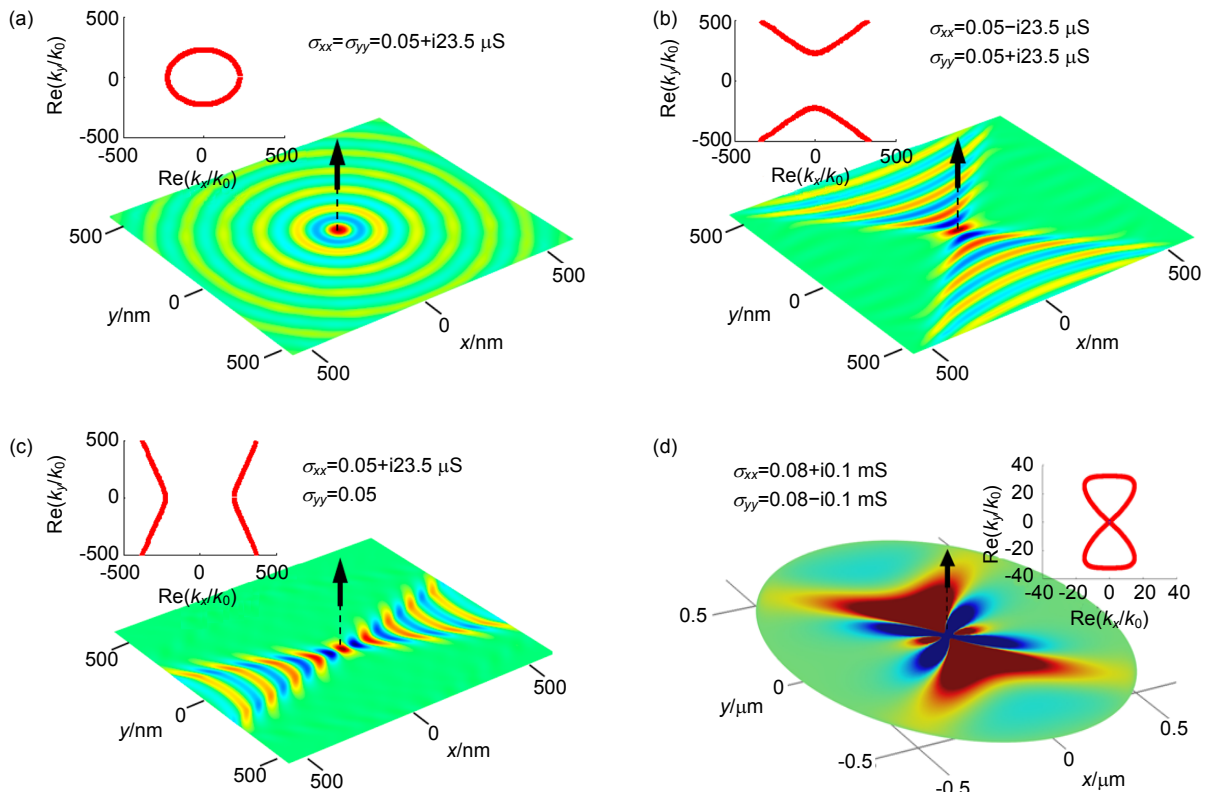 (a)
500
0
-500
Re(ky/k0)
-500
0
500
Re(kx/k0)
σxx=σyy=0.05+i23.5 μS
500
0
500
y/nm
500
0
500
x/nm
(b)
500
0
-500
Re(ky/k0)
-500
0
500
Re(kx/k0)
σxx=0.05−i23.5 μS
σyy=0.05+i23.5 μS
500
0
500
y/nm
500
0
500
x/nm
(c)
500
0
-500
Re(ky/k0)
-500
0
500
Re(kx/k0)
σxx=0.05+i23.5 μS
σyy=0.05
500
0
500
y/nm
500
0
500
x/nm
(d)
σxx=0.08+i0.1 mS
σyy=0.08−i0.1 mS
40
20
0
-20
-40
Re(ky/k0)
-40
-20
0
20
40
Re(kx/k0)
0.5
0
-0.5
y/μm
-0.5
0
0.5
x/μm